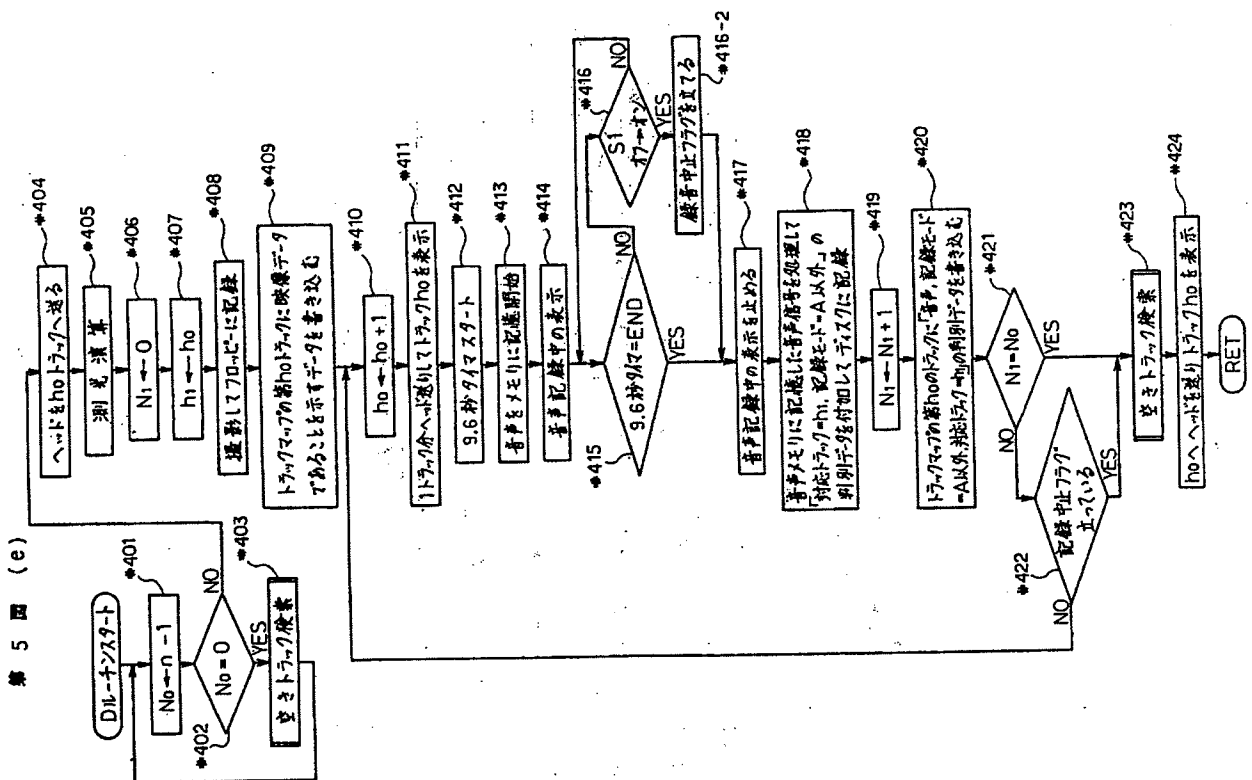 第 5 図 (e)
Dルーチンスタート
No←n-1
*401
No=0
*402
NO
YES
空きトラック検索
*403
ヘッドをhoトラックへ送る
*404
測光演算
*405
N1←0
*406
h1←ho
*407
撮影してフロッピーに記録
*408
トラックマップの第hoトラックに映像データ
であることを示すデータを書き込む
*409
ho←ho+1
*410
1トラック分ヘッド送りしてトラックhoを表示
*411
9.6秒タイマスタート
*412
音声をメモリに記憶開始
*413
音声記録中の表示
*414
9.6秒タイマ=END
*415
NO
YES
S1
オフ→オン
*416
NO
YES
録音中止フラグを立てる
*416-2
音声記録中の表示を止める
*417
音声メモリに記憶した音声信号を処理して
「対応トラック=h1, 記録モード=A以外」の
判別データを付加してディスクに記録
*418
N1←N1+1
*419
トラックマップの第hoのトラックに「音声,記録モード
=A以外,対応トラック=h1」の判別データを書き込む
*420
N1=No
*421
NO
YES
記録中止フラグ
立っている
*422
NO
YES
空きトラック検索
*423
hoへヘッドを送りトラックhoを表示
*424
RET